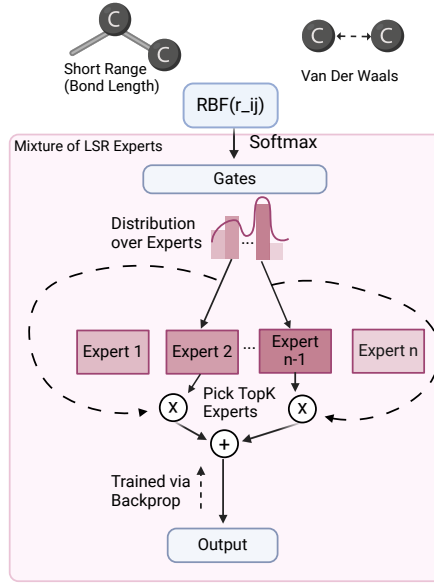 C
C
C
C
Short Range
(Bond Length)
Van Der Waals
RBF(r_ij)
Mixture of LSR Experts
Softmax
Gates
Distribution
over Experts
...
Expert 1
Expert 2
...
Expert
n-1
Expert n
Pick TopK
Experts
X
X
+
Trained via
Backprop
Output